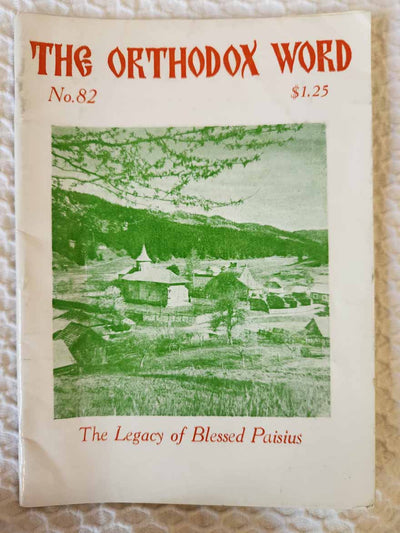 THE ORTHODOX WORD
No. 82 $1.25
The Legacy of Blessed Paisius